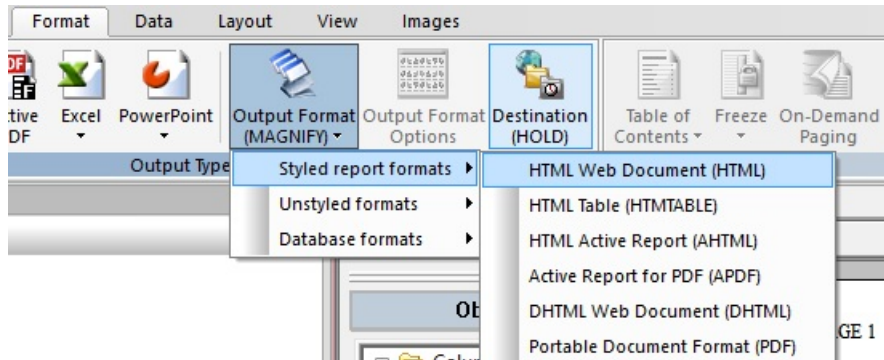 Format Data Layout View Images
Excel PowerPoint Output Format Output Format Destination Table of Freeze On-Demand
DF (MAGNIFY) Options (HOLD) Contents Paging
Output Type
Styled report formats HTML Web Document (HTML)
Unstyled formats HTML Table (HTMTABLE)
Database formats HTML Active Report (AHTML)
Active Report for PDF (APDF)
DHTML Web Document (DHTML)
Portable Document Format (PDF)
GE 1